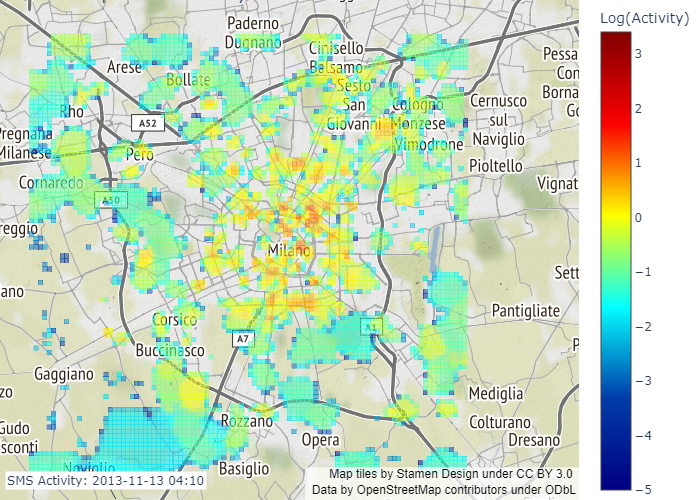 Log(Activity)
Paderno
Dugnano
Cinisello
Balsamo
Arese
Bollate
Sesto
San
Giovanni
Cologno
Monzese
Cernusco
sul
Naviglio
Rho
A52
Pero
Vimodrone
Pioltello
Milanese
Cornaredo
A50
Milano
Pantigliate
Corsico
A7
A1
Buccinasco
Gaggiano
Mediglia
Rozzano
Opera
Colturano
Dresano
Noviglio
Basiglio
Pessa
Con
Borna
Go
Vignat
Sett
P
Pregnana
reggio
ano
zo
Gudo
sconti
3
2
1
0
−1
−2
−3
−4
−5
SMS Activity: 2013-11-13 04:10
Map tiles by Stamen Design under CC BY 3.0
Data by OpenStreetMap contributors under ODbL